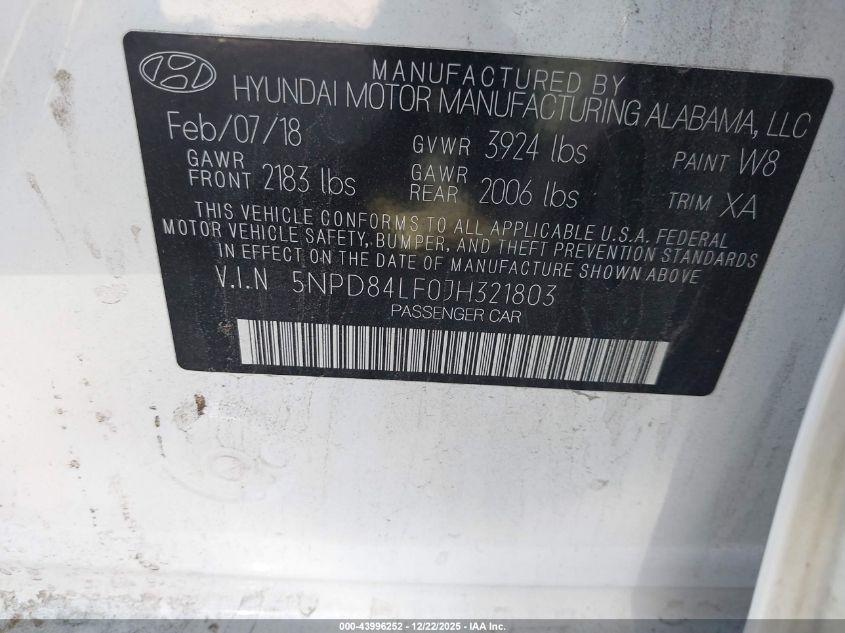 MANUFACTURED BY
HYUNDAI MOTOR MANUFACTURING ALABAMA, LLC
Feb/07/18 GVWR 3924 lbs PAINT W8
GAWR FRONT 2183 lbs GAWR REAR 2006 lbs TRIM XA
THIS VEHICLE CONFORMS TO ALL APPLICABLE U.S.A. FEDERAL
MOTOR VEHICLE SAFETY, BUMPER, AND THEFT PREVENTION STANDARDS
IN EFFECT ON THE DATE OF MANUFACTURE SHOWN ABOVE
V.I.N 5NPD84LF0JH321803
PASSENGER CAR
000-43996252 - 12/22/2025 - IAA Inc.